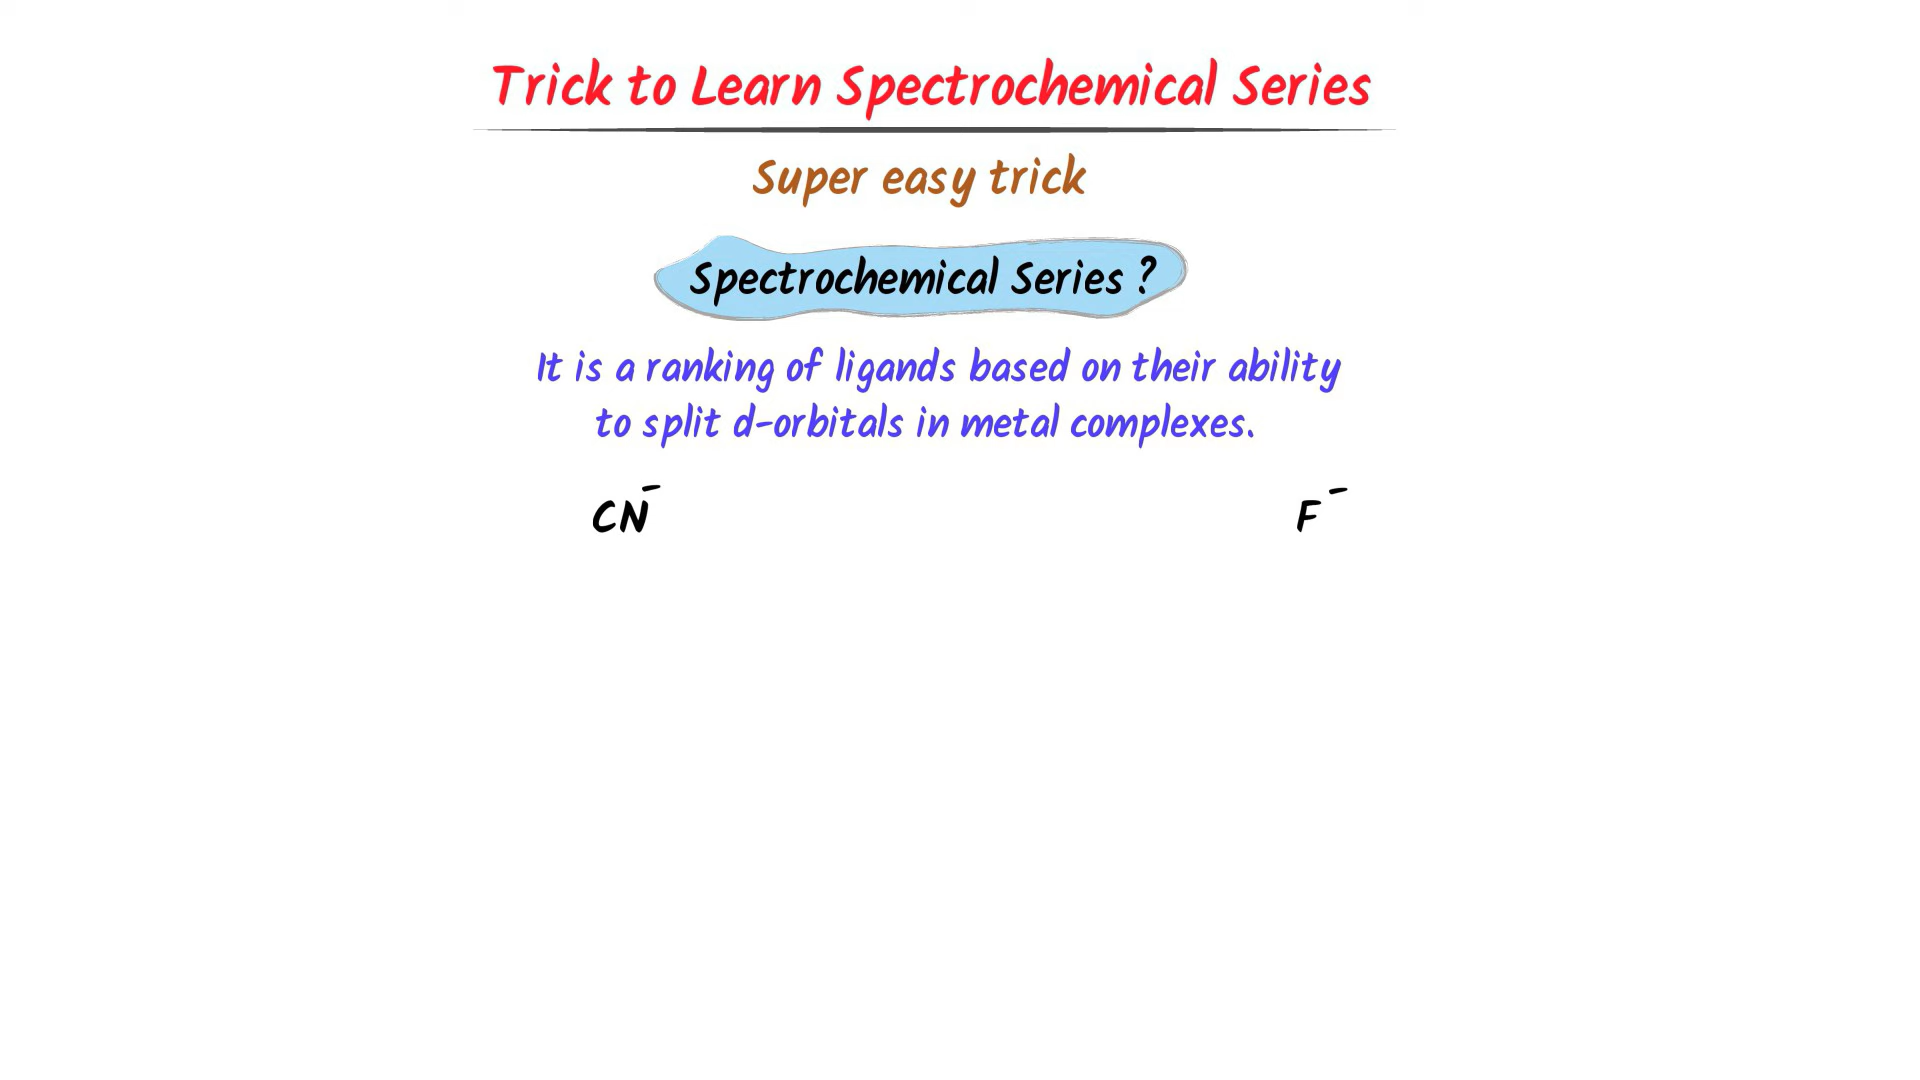 Trick to Learn Spectrochemical Series
Super easy trick
Spectrochemical Series ?
It is a ranking of ligands based on their ability
to split d-orbitals in metal complexes.
CN⁻ F⁻